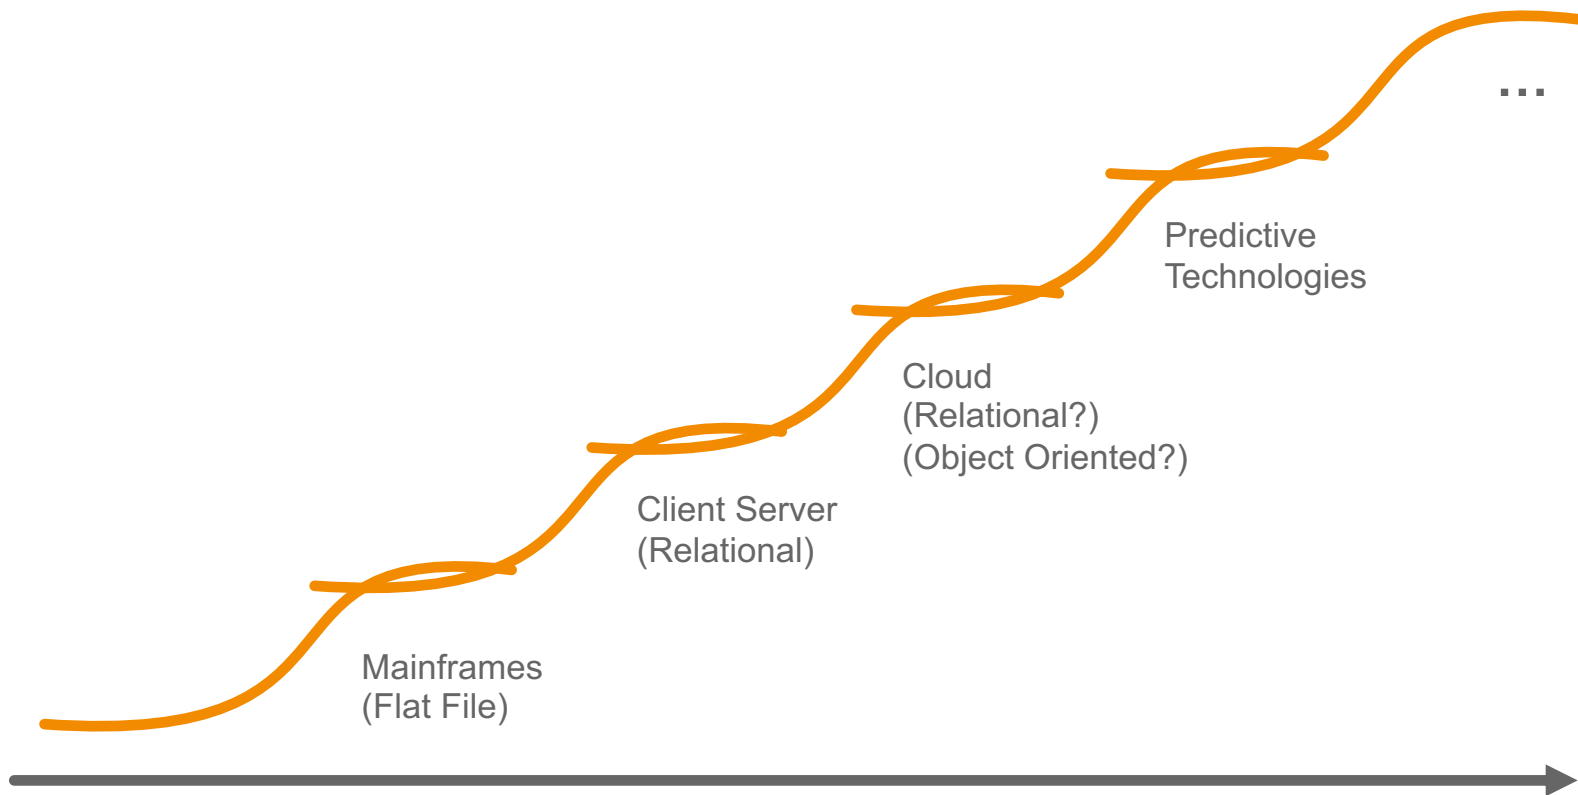 ...
Predictive
Technologies
Cloud
(Relational?)
(Object Oriented?)
Client Server
(Relational)
Mainframes
(Flat File)